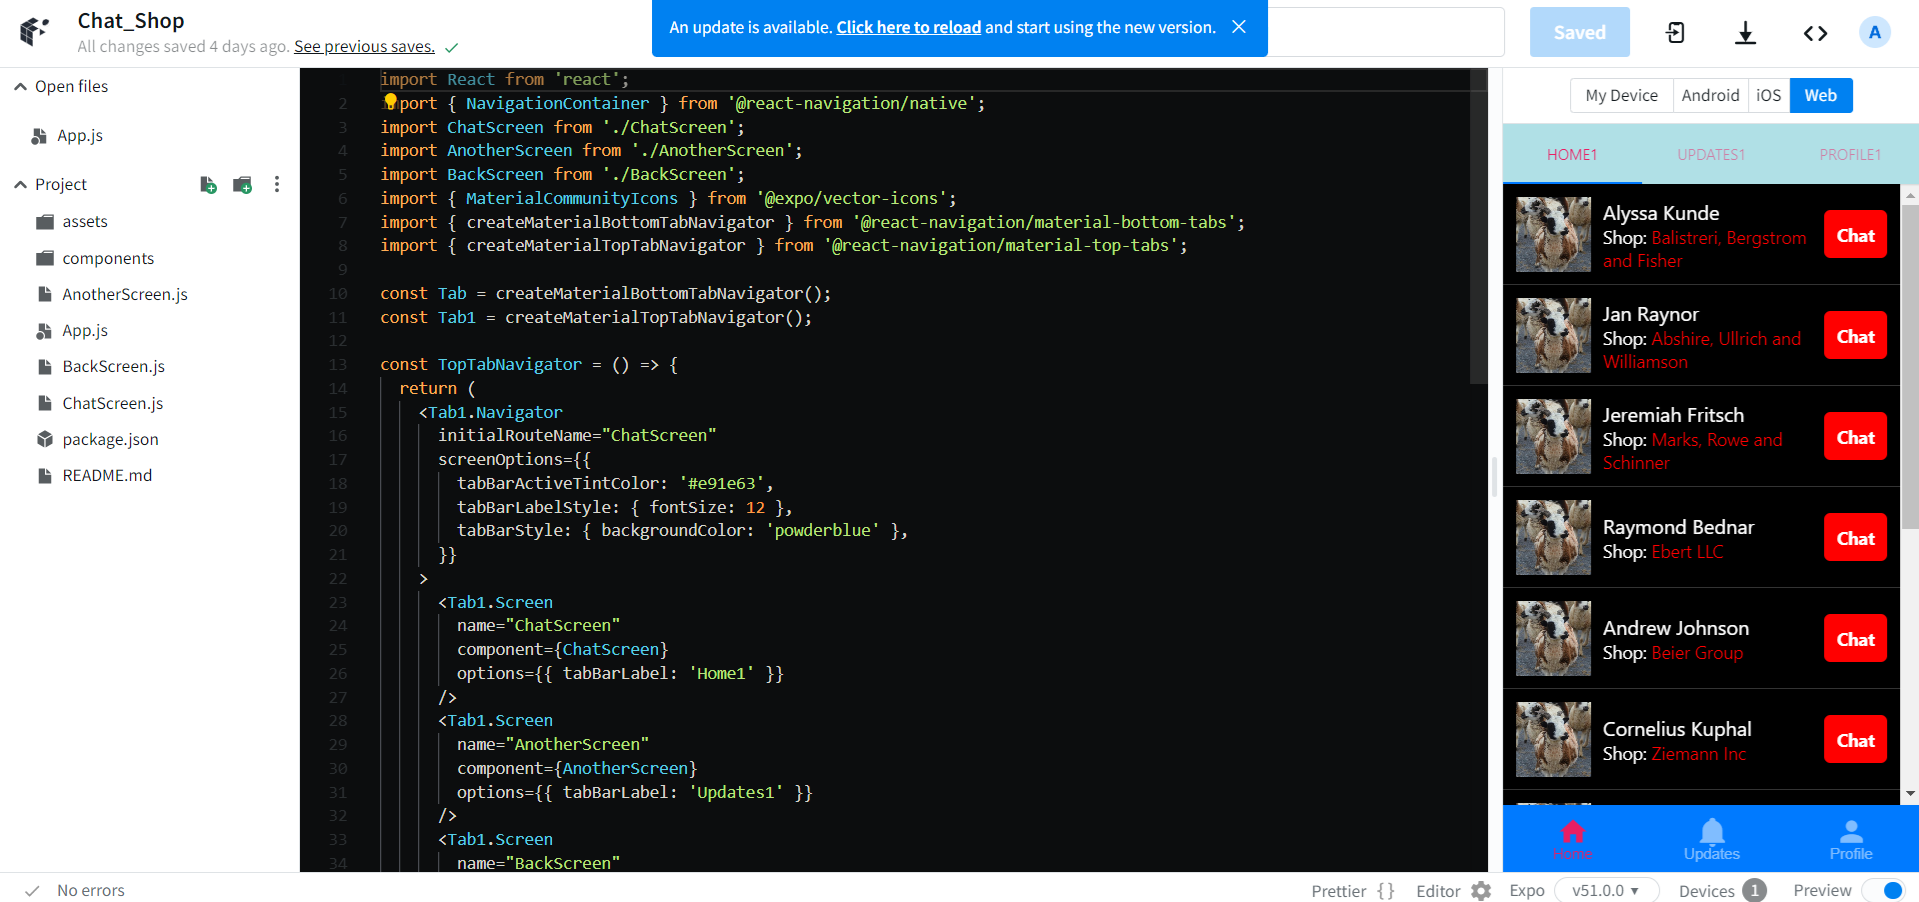 Chat_Shop
All changes saved 4 days ago. See previous saves.
An update is available. Click here to reload and start using the new version.
Saved
A
Open files
App.js
Project
assets
components
AnotherScreen.js
App.js
BackScreen.js
ChatScreen.js
package.json
README.md
import React from 'react';
2 import { NavigationContainer } from '@react-navigation/native';
3 import ChatScreen from './ChatScreen';
4 import AnotherScreen from './AnotherScreen';
5 import BackScreen from './BackScreen';
6 import { MaterialCommunityIcons } from '@expo/vector-icons';
7 import { createMaterialBottomTabNavigator } from '@react-navigation/material-bottom-tabs';
8 import { createMaterialTopTabNavigator } from '@react-navigation/material-top-tabs';
9
10 const Tab = createMaterialBottomTabNavigator();
11 const Tab1 = createMaterialTopTabNavigator();
12
13 const TopTabNavigator = () => {
14 return (
15 <Tab1.Navigator
16 initialRouteName="ChatScreen"
17 screenOptions={{
18 tabBarActiveTintColor: '#e91e63',
19 tabBarLabelStyle: { fontSize: 12 },
20 tabBarStyle: { backgroundColor: 'powderblue' },
21 }}
22 >
23 <Tab1.Screen
24 name="ChatScreen"
25 component={ChatScreen}
26 options={{ tabBarLabel: 'Home1' }}
27 />
28 <Tab1.Screen
29 name="AnotherScreen"
30 component={AnotherScreen}
31 options={{ tabBarLabel: 'Updates1' }}
32 />
33 <Tab1.Screen
34 name="BackScreen"
My Device Android iOS Web
HOME1 UPDATES1 PROFILE1
Alyssa Kunde
Shop: Balistreri, Bergstrom
and Fisher
Chat
Jan Raynor
Shop: Abshire, Ullrich and
Williamson
Chat
Jeremiah Fritsch
Shop: Marks, Rowe and
Schinner
Chat
Raymond Bednar
Shop: Ebert LLC
Chat
Andrew Johnson
Shop: Beier Group
Chat
Cornelius Kuphal
Shop: Ziemann Inc
Chat
Home Updates Profile
No errors
Prettier { } Editor Expo v51.0.0 Devices 1 Preview